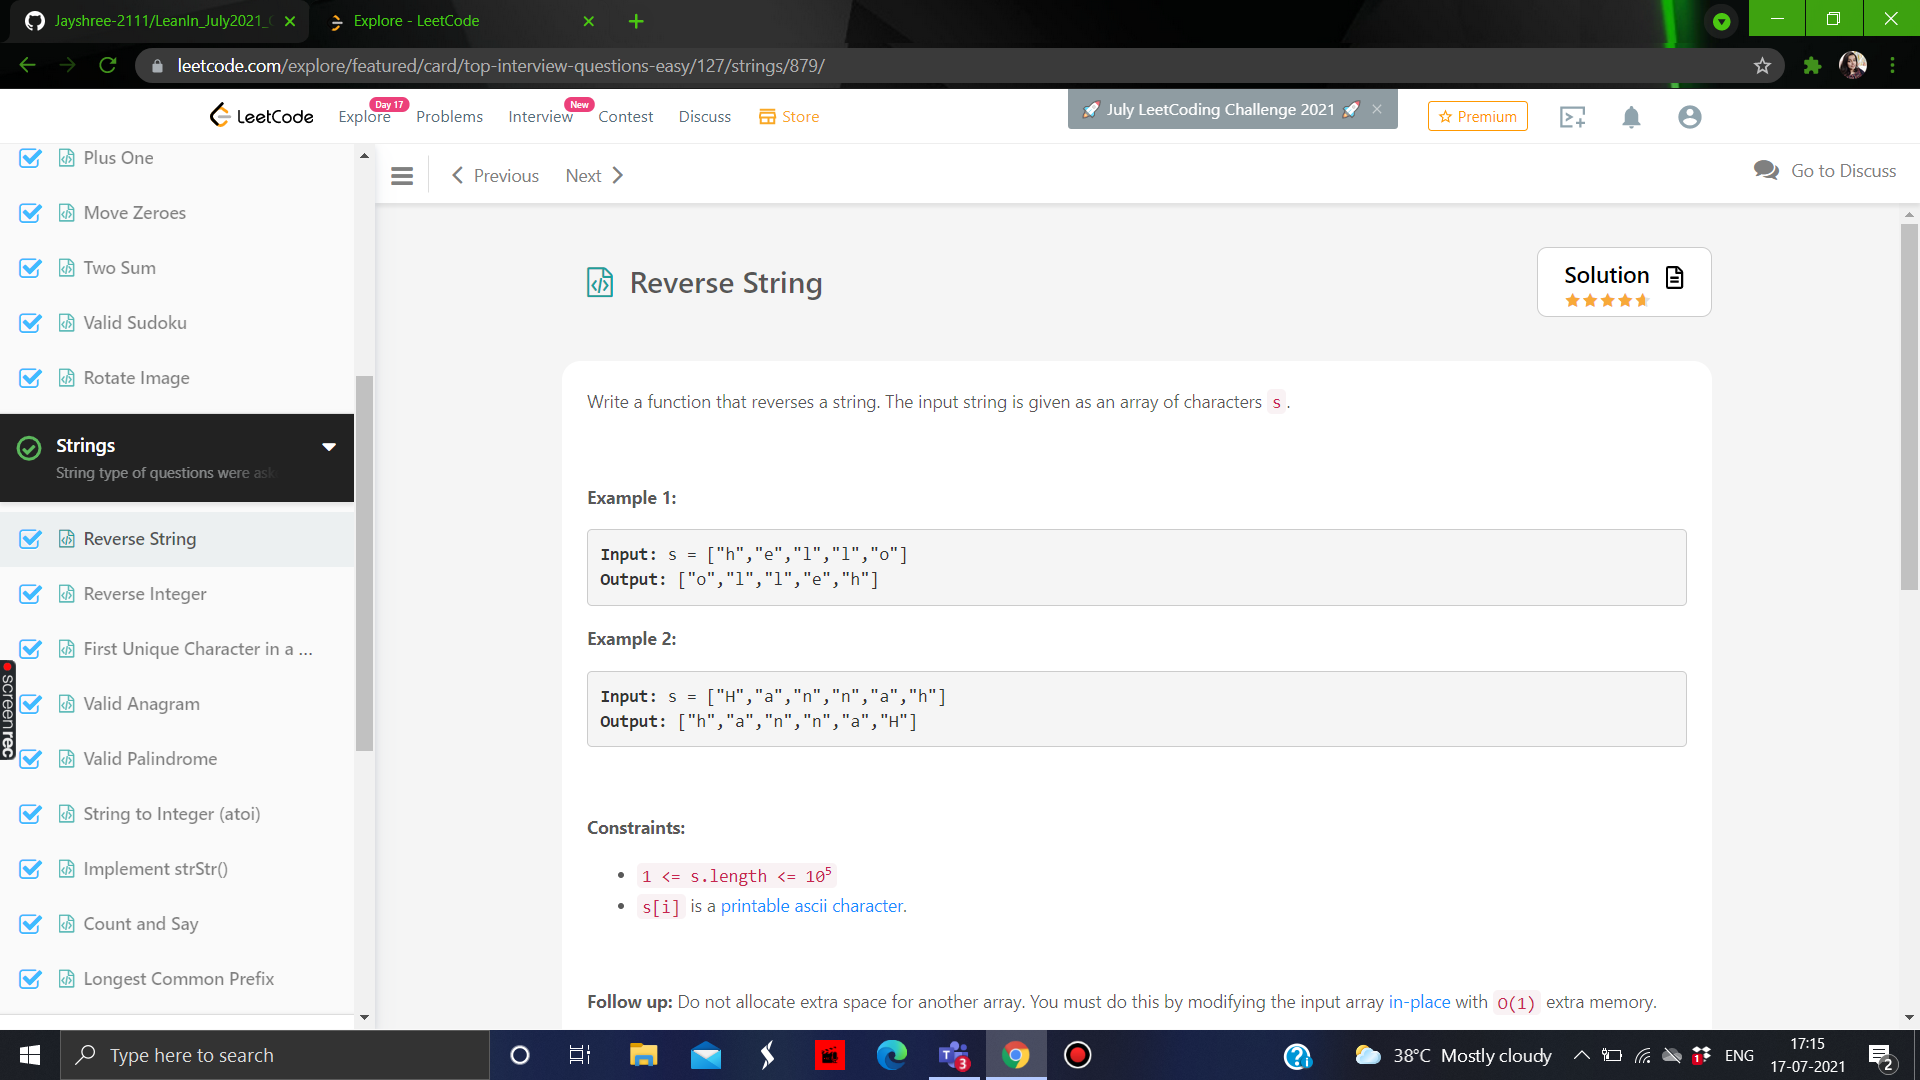 Jayshree-2111/LeanIn_July2021_
Explore - LeetCode
leetcode.com/explore/featured/card/top-interview-questions-easy/127/strings/879/
LeetCode
Explore
Day 17
Problems
Interview
New
Contest
Discuss
Store
🚀 July LeetCoding Challenge 2021 🚀
Premium
Plus One
Move Zeroes
Two Sum
Valid Sudoku
Rotate Image
Strings
String type of questions were ask
Reverse String
Reverse Integer
First Unique Character in a ...
Valid Anagram
Valid Palindrome
String to Integer (atoi)
Implement strStr()
Count and Say
Longest Common Prefix
screenrec
Previous
Next
Go to Discuss
Reverse String
Solution
Write a function that reverses a string. The input string is given as an array of characters s.
Example 1:
Input: s = ["h","e","l","l","o"]
Output: ["o","l","l","e","h"]
Example 2:
Input: s = ["H","a","n","n","a","h"]
Output: ["h","a","n","n","a","H"]
Constraints:
• 1 <= s.length <= 10⁵
• s[i] is a printable ascii character.
Follow up: Do not allocate extra space for another array. You must do this by modifying the input array in-place with O(1) extra memory.
Type here to search
3
38°C Mostly cloudy
1
ENG
17:15
17-07-2021
2